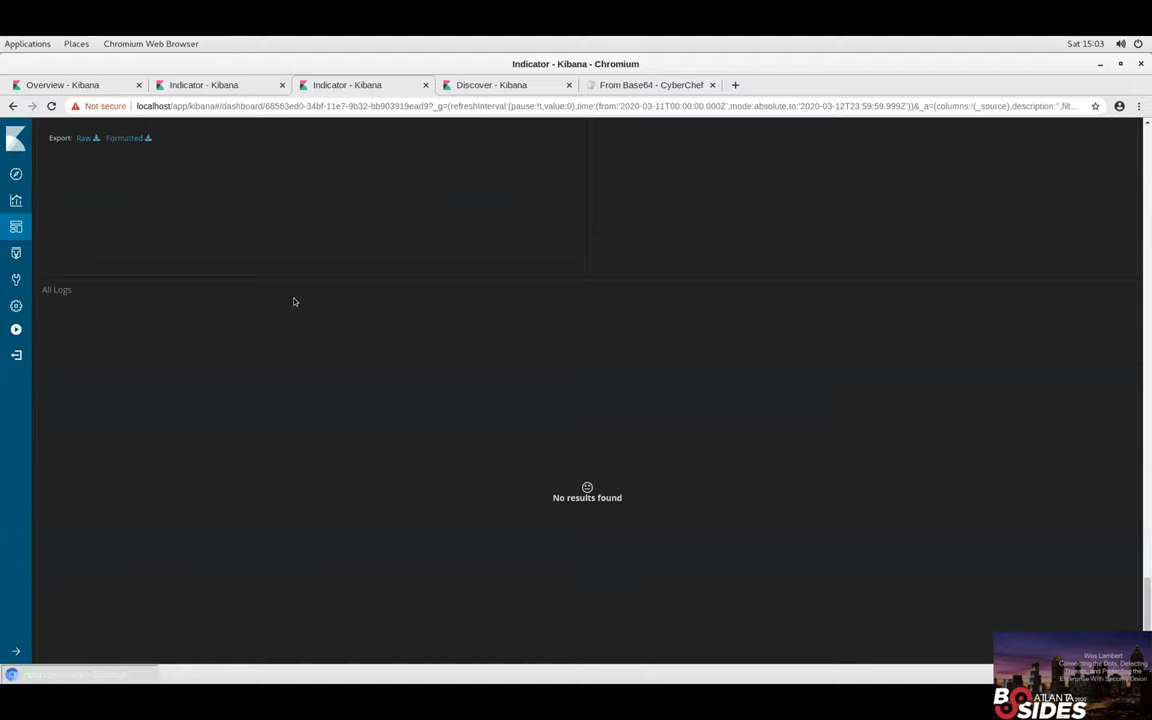 Applications Places Chromium Web Browser Sat 15:03
Indicator - Kibana - Chromium
Overview - Kibana × Indicator - Kibana × Indicator - Kibana × Discover - Kibana × From Base64 - CyberChef ×
Not secure localhost/app/kibana#/dashboard/68563ed0-34bf-11e7-9b32-bb903919ead9?_g=(refreshInterval:(pause:!t,value:0),time:(from:'2020-03-11T00:00:00.000Z',mode:absolute,to:'2020-03-12T23:59:59.999Z'))&_a=(columns:!(_source),description:'',filt...
Export: Raw Formatted
All Logs
No results found
Wes Lambert
Connecting the Dots, Detecting
Threats, and Protecting the
Enterprise With Security Onion
BSIDES
ATLANTA 2020